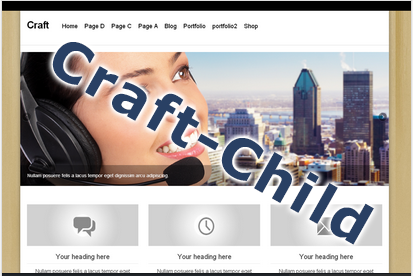 Craft Home Page D Page C Page A Blog Portfolio portfolio2 Shop
Craft-Child
Nullam posuere felis a lacus tempor eget dignissim arcu adipiscing.
Your heading here Your heading here Your heading here
Nullam posuere felis a lacus tempor eget Nullam posuere felis a lacus tempor eget Nullam posuere felis a lacus tempor eget